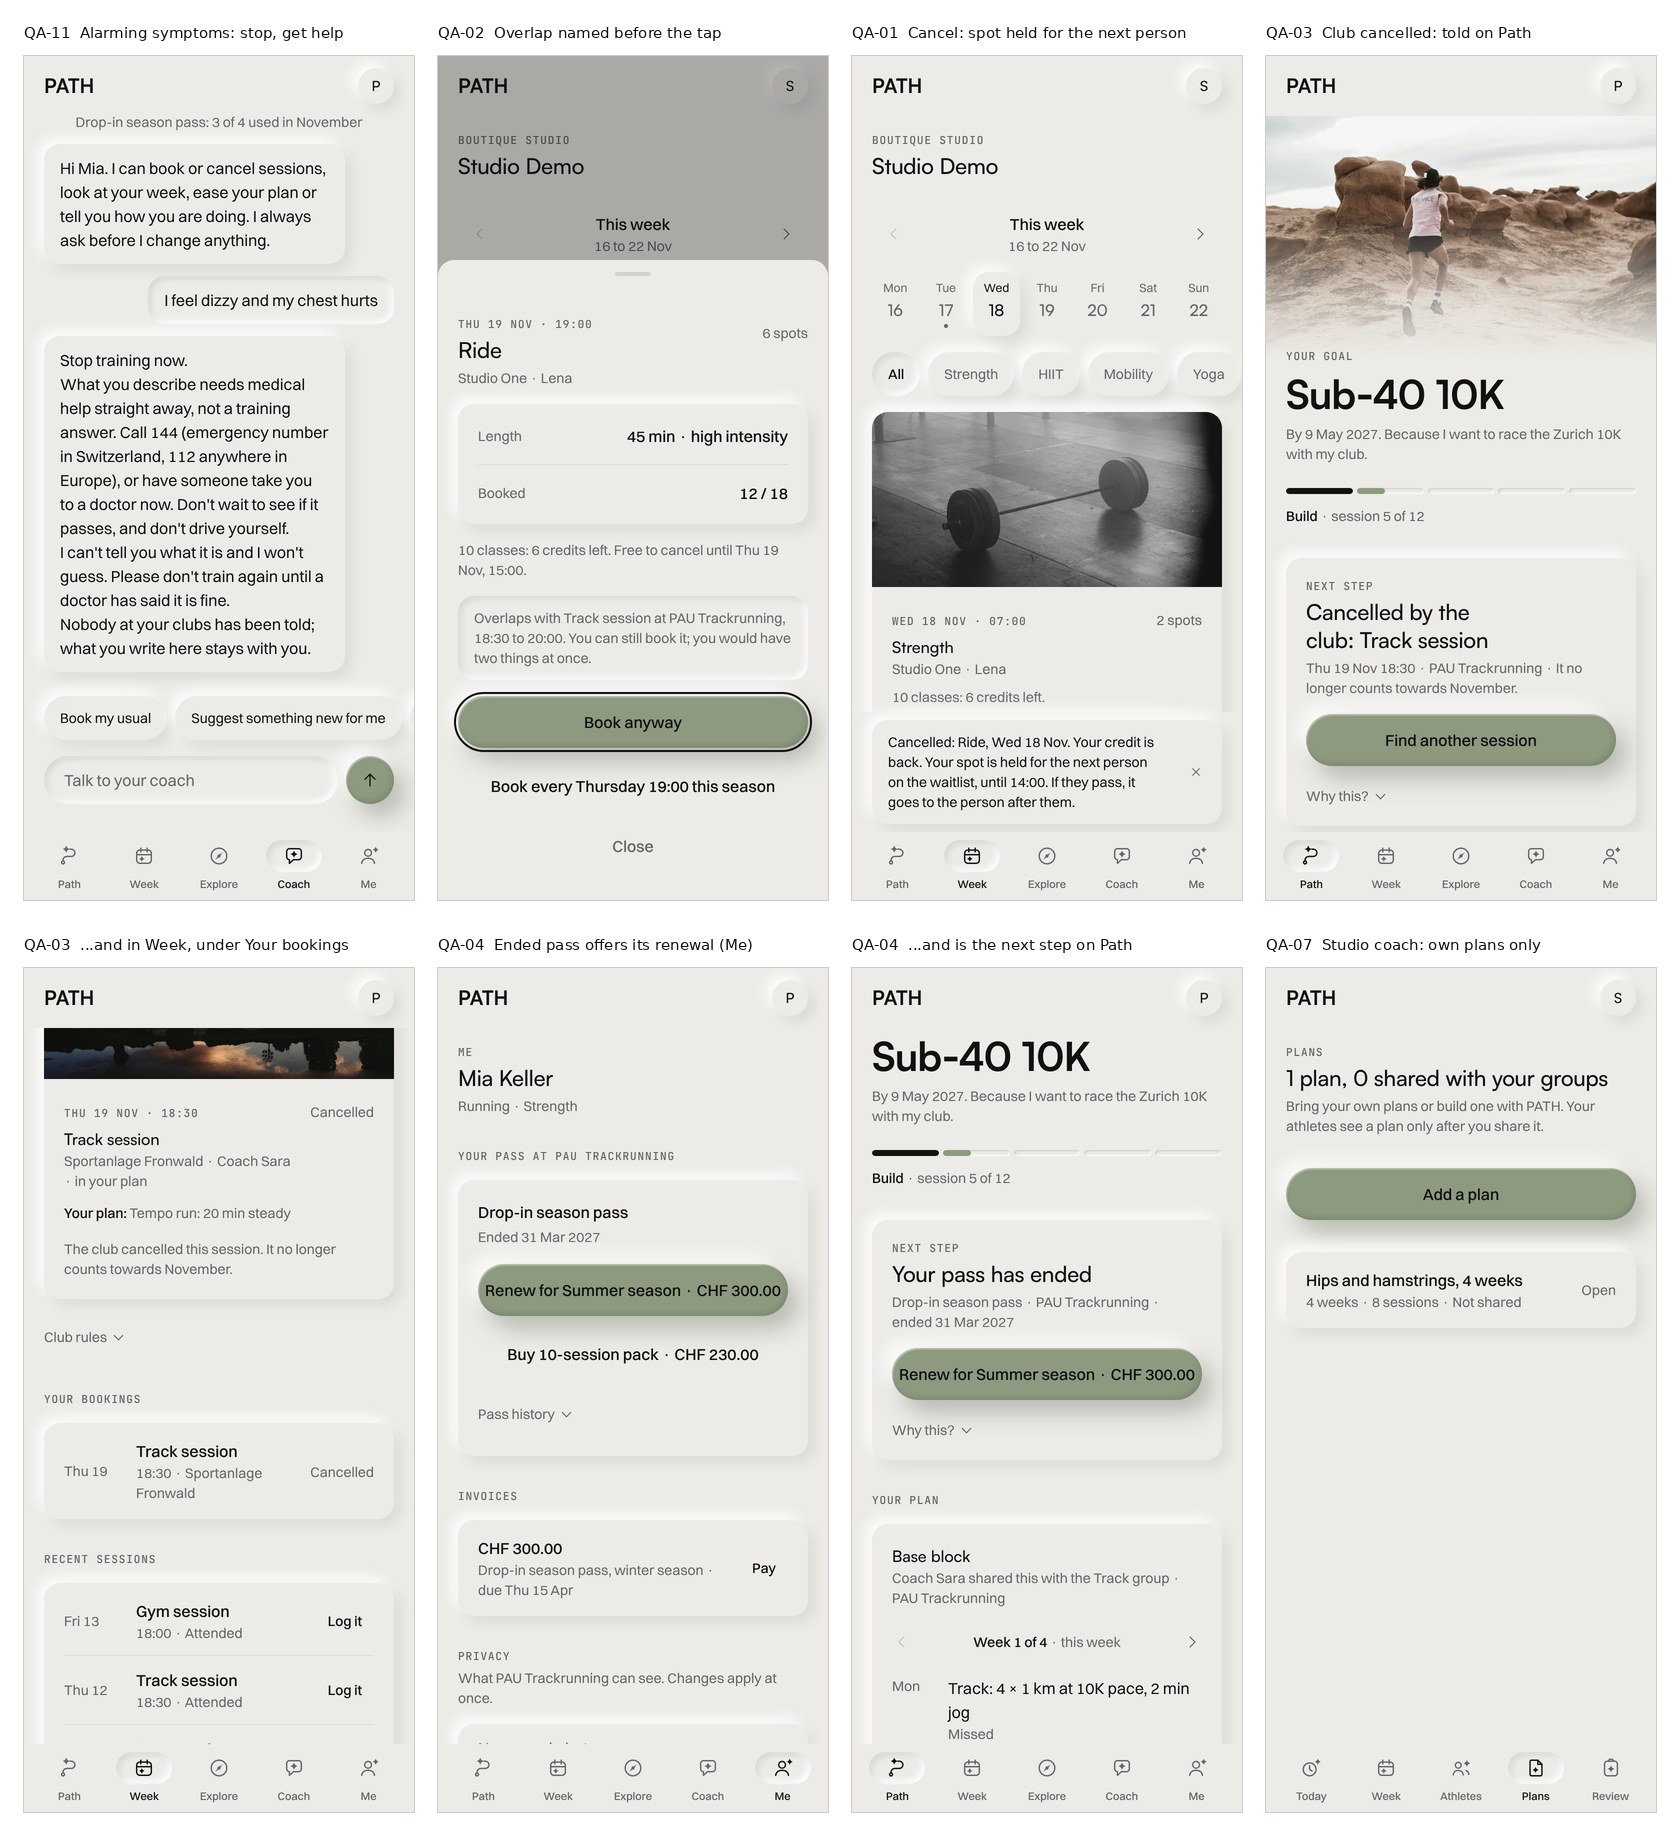 QA-11 Alarming symptoms: stop, get help
PATH
P
Drop-in season pass: 3 of 4 used in November
Hi Mia. I can book or cancel sessions,
look at your week, ease your plan or
tell you how you are doing. I always
ask before I change anything.
I feel dizzy and my chest hurts
Stop training now.
What you describe needs medical
help straight away, not a training
answer. Call 144 (emergency number
in Switzerland, 112 anywhere in
Europe), or have someone take you
to a doctor now. Don't wait to see if it
passes, and don't drive yourself.
I can't tell you what it is and I won't
guess. Please don't train again until a
doctor has said it is fine.
Nobody at your clubs has been told;
what you write here stays with you.
Book my usual
Suggest something new for me
Talk to your coach
Path Week Explore Coach Me
QA-02 Overlap named before the tap
PATH
S
BOUTIQUE STUDIO
Studio Demo
This week
16 to 22 Nov
THU 19 NOV · 19:00
6 spots
Ride
Studio One · Lena
Length 45 min · high intensity
Booked 12 / 18
10 classes: 6 credits left. Free to cancel until Thu 19
Nov, 15:00.
Overlaps with Track session at PAU Trackrunning,
18:30 to 20:00. You can still book it; you would have
two things at once.
Book anyway
Book every Thursday 19:00 this season
Close
QA-01 Cancel: spot held for the next person
PATH
S
BOUTIQUE STUDIO
Studio Demo
This week
16 to 22 Nov
Mon Tue Wed Thu Fri Sat Sun
16 17 18 19 20 21 22
All Strength HIIT Mobility Yoga
WED 18 NOV · 07:00
2 spots
Strength
Studio One · Lena
10 classes: 6 credits left.
Cancelled: Ride, Wed 18 Nov. Your credit is
back. Your spot is held for the next person
on the waitlist, until 14:00. If they pass, it
goes to the person after them.
Path Week Explore Coach Me
QA-03 Club cancelled: told on Path
PATH
P
YOUR GOAL
Sub-40 10K
By 9 May 2027. Because I want to race the Zurich 10K
with my club.
Build · session 5 of 12
NEXT STEP
Cancelled by the
club: Track session
Thu 19 Nov 18:30 · PAU Trackrunning · It no
longer counts towards November.
Find another session
Why this?
Path Week Explore Coach Me
QA-03 ...and in Week, under Your bookings
PATH
P
THU 19 NOV · 18:30
Cancelled
Track session
Sportanlage Fronwald · Coach Sara
· in your plan
Your plan: Tempo run: 20 min steady
The club cancelled this session. It no longer
counts towards November.
Club rules
YOUR BOOKINGS
Thu 19
Track session
18:30 · Sportanlage
Fronwald
Cancelled
RECENT SESSIONS
Fri 13
Gym session
18:00 · Attended
Log it
Thu 12
Track session
18:30 · Attended
Log it
Path Week Explore Coach Me
QA-04 Ended pass offers its renewal (Me)
PATH
P
ME
Mia Keller
Running · Strength
YOUR PASS AT PAU TRACKRUNNING
Drop-in season pass
Ended 31 Mar 2027
Renew for Summer season · CHF 300.00
Buy 10-session pack · CHF 230.00
Pass history
INVOICES
CHF 300.00
Drop-in season pass, winter season ·
due Thu 15 Apr
Pay
PRIVACY
What PAU Trackrunning can see. Changes apply at
once.
Path Week Explore Coach Me
QA-04 ...and is the next step on Path
PATH
P
Sub-40 10K
By 9 May 2027. Because I want to race the Zurich 10K
with my club.
Build · session 5 of 12
NEXT STEP
Your pass has ended
Drop-in season pass · PAU Trackrunning ·
ended 31 Mar 2027
Renew for Summer season · CHF 300.00
Why this?
YOUR PLAN
Base block
Coach Sara shared this with the Track group ·
PAU Trackrunning
Week 1 of 4 · this week
Mon
Track: 4 × 1 km at 10K pace, 2 min
jog
Missed
Path Week Explore Coach Me
QA-07 Studio coach: own plans only
PATH
S
PLANS
1 plan, 0 shared with your groups
Bring your own plans or build one with PATH. Your
athletes see a plan only after you share it.
Add a plan
Hips and hamstrings, 4 weeks
4 weeks · 8 sessions · Not shared
Open
Today Week Athletes Plans Review